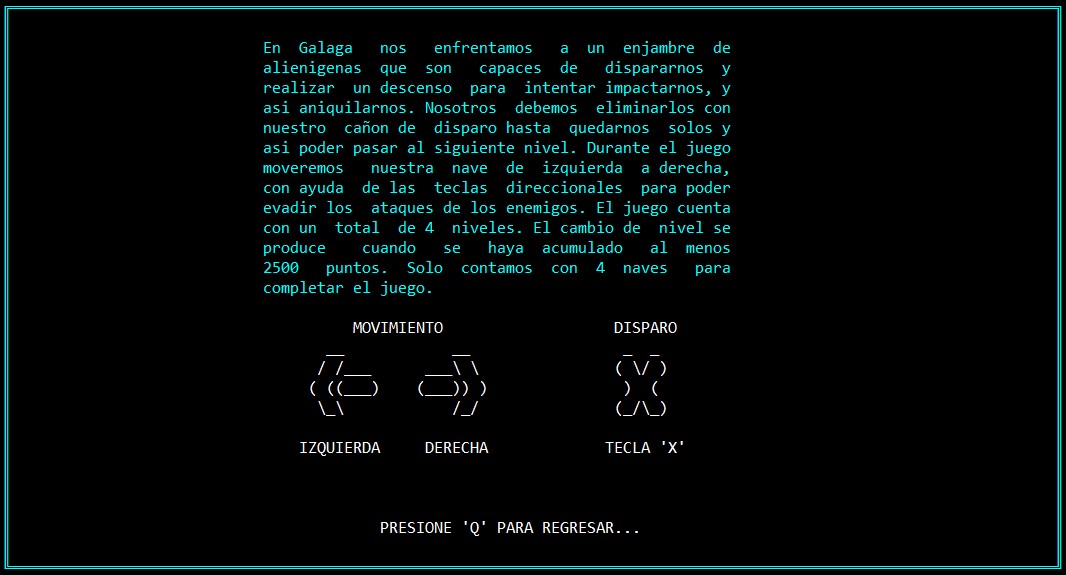 En Galaga nos enfrentamos a un enjambre de
alienigenas que son capaces de dispararnos y
realizar un descenso para intentar impactarnos, y
asi aniquilarnos. Nosotros debemos eliminarlos con
nuestro cañon de disparo hasta quedarnos solos y
asi poder pasar al siguiente nivel. Durante el juego
moveremos nuestra nave de izquierda a derecha,
con ayuda de las teclas direccionales para poder
evadir los ataques de los enemigos. El juego cuenta
con un total de 4 niveles. El cambio de nivel se
produce cuando se haya acumulado al menos
2500 puntos. Solo contamos con 4 naves para
completar el juego.
MOVIMIENTO DISPARO
IZQUIERDA DERECHA TECLA 'X'
PRESIONE 'Q' PARA REGRESAR...